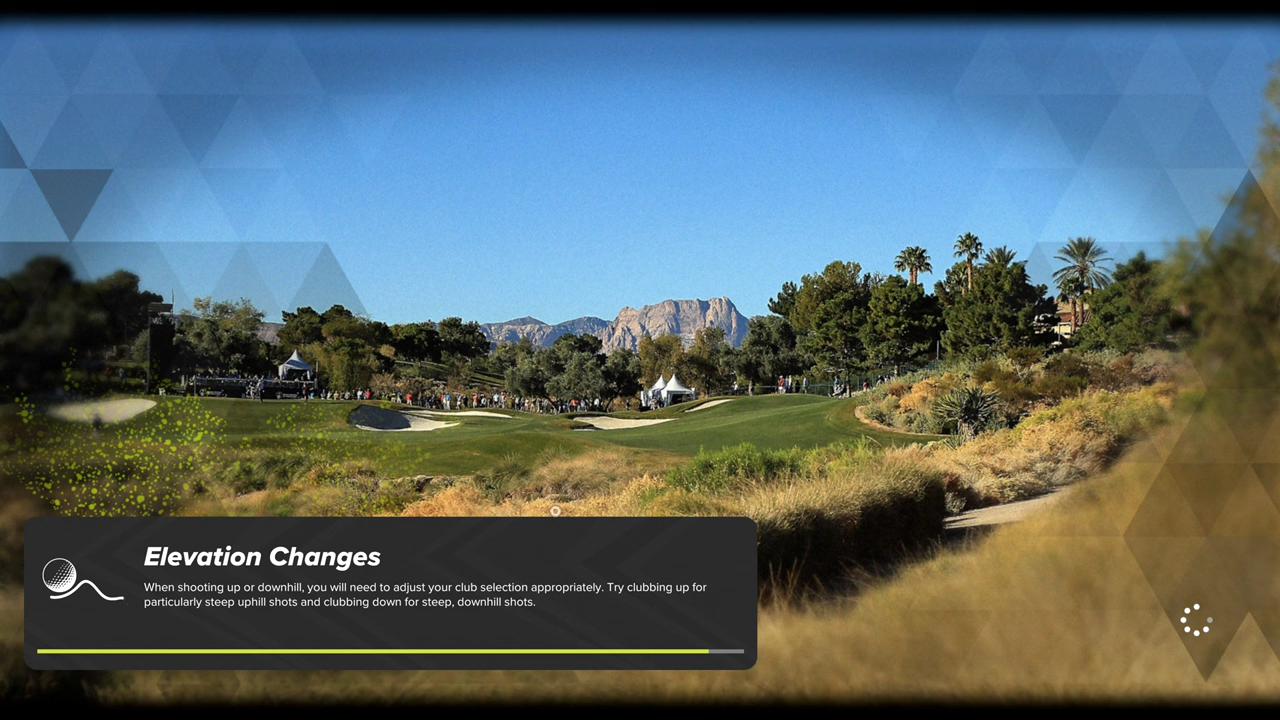 Elevation Changes
When shooting up or downhill, you will need to adjust your club selection appropriately. Try clubbing up for
particularly steep uphill shots and clubbing down for steep, downhill shots.